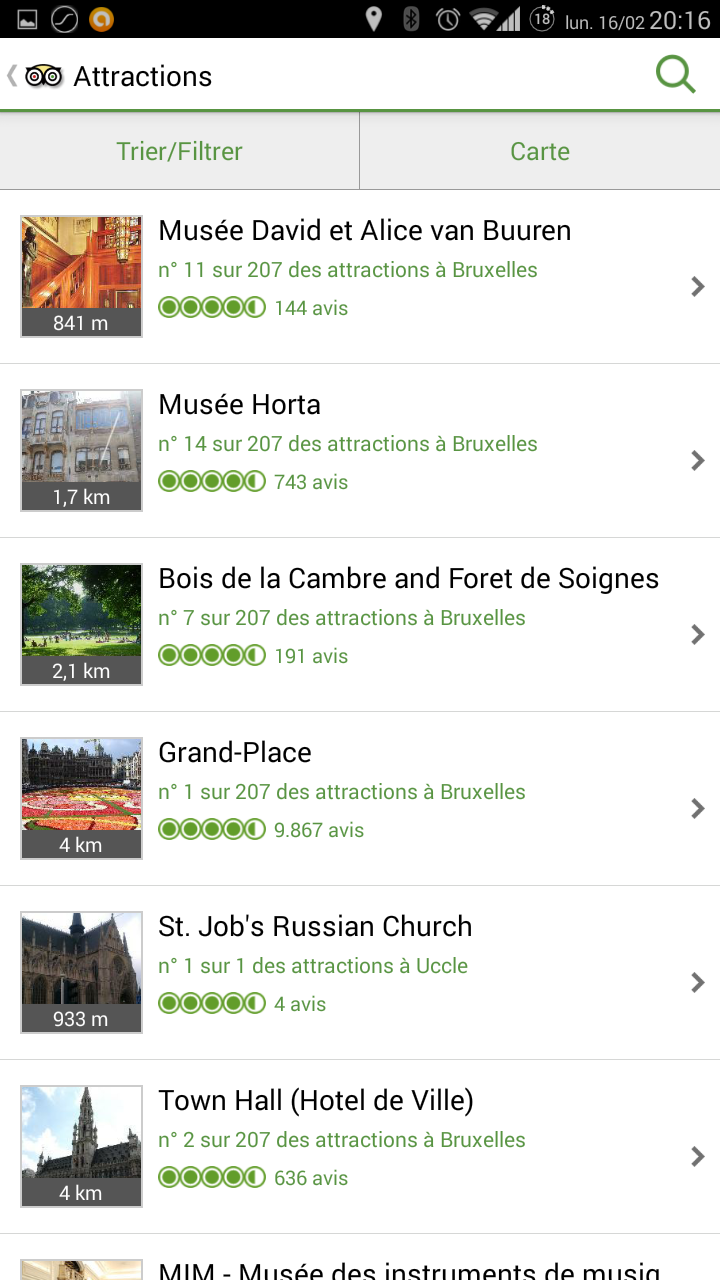 18 lun. 16/02 20:16
Attractions
Trier/Filtrer
Carte
Musée David et Alice van Buuren
n° 11 sur 207 des attractions à Bruxelles
841 m
144 avis
Musée Horta
n° 14 sur 207 des attractions à Bruxelles
1,7 km
743 avis
Bois de la Cambre and Foret de Soignes
n° 7 sur 207 des attractions à Bruxelles
2,1 km
191 avis
Grand-Place
n° 1 sur 207 des attractions à Bruxelles
4 km
9.867 avis
St. Job's Russian Church
n° 1 sur 1 des attractions à Uccle
933 m
4 avis
Town Hall (Hotel de Ville)
n° 2 sur 207 des attractions à Bruxelles
4 km
636 avis
MIM - Musée des instruments de musiq